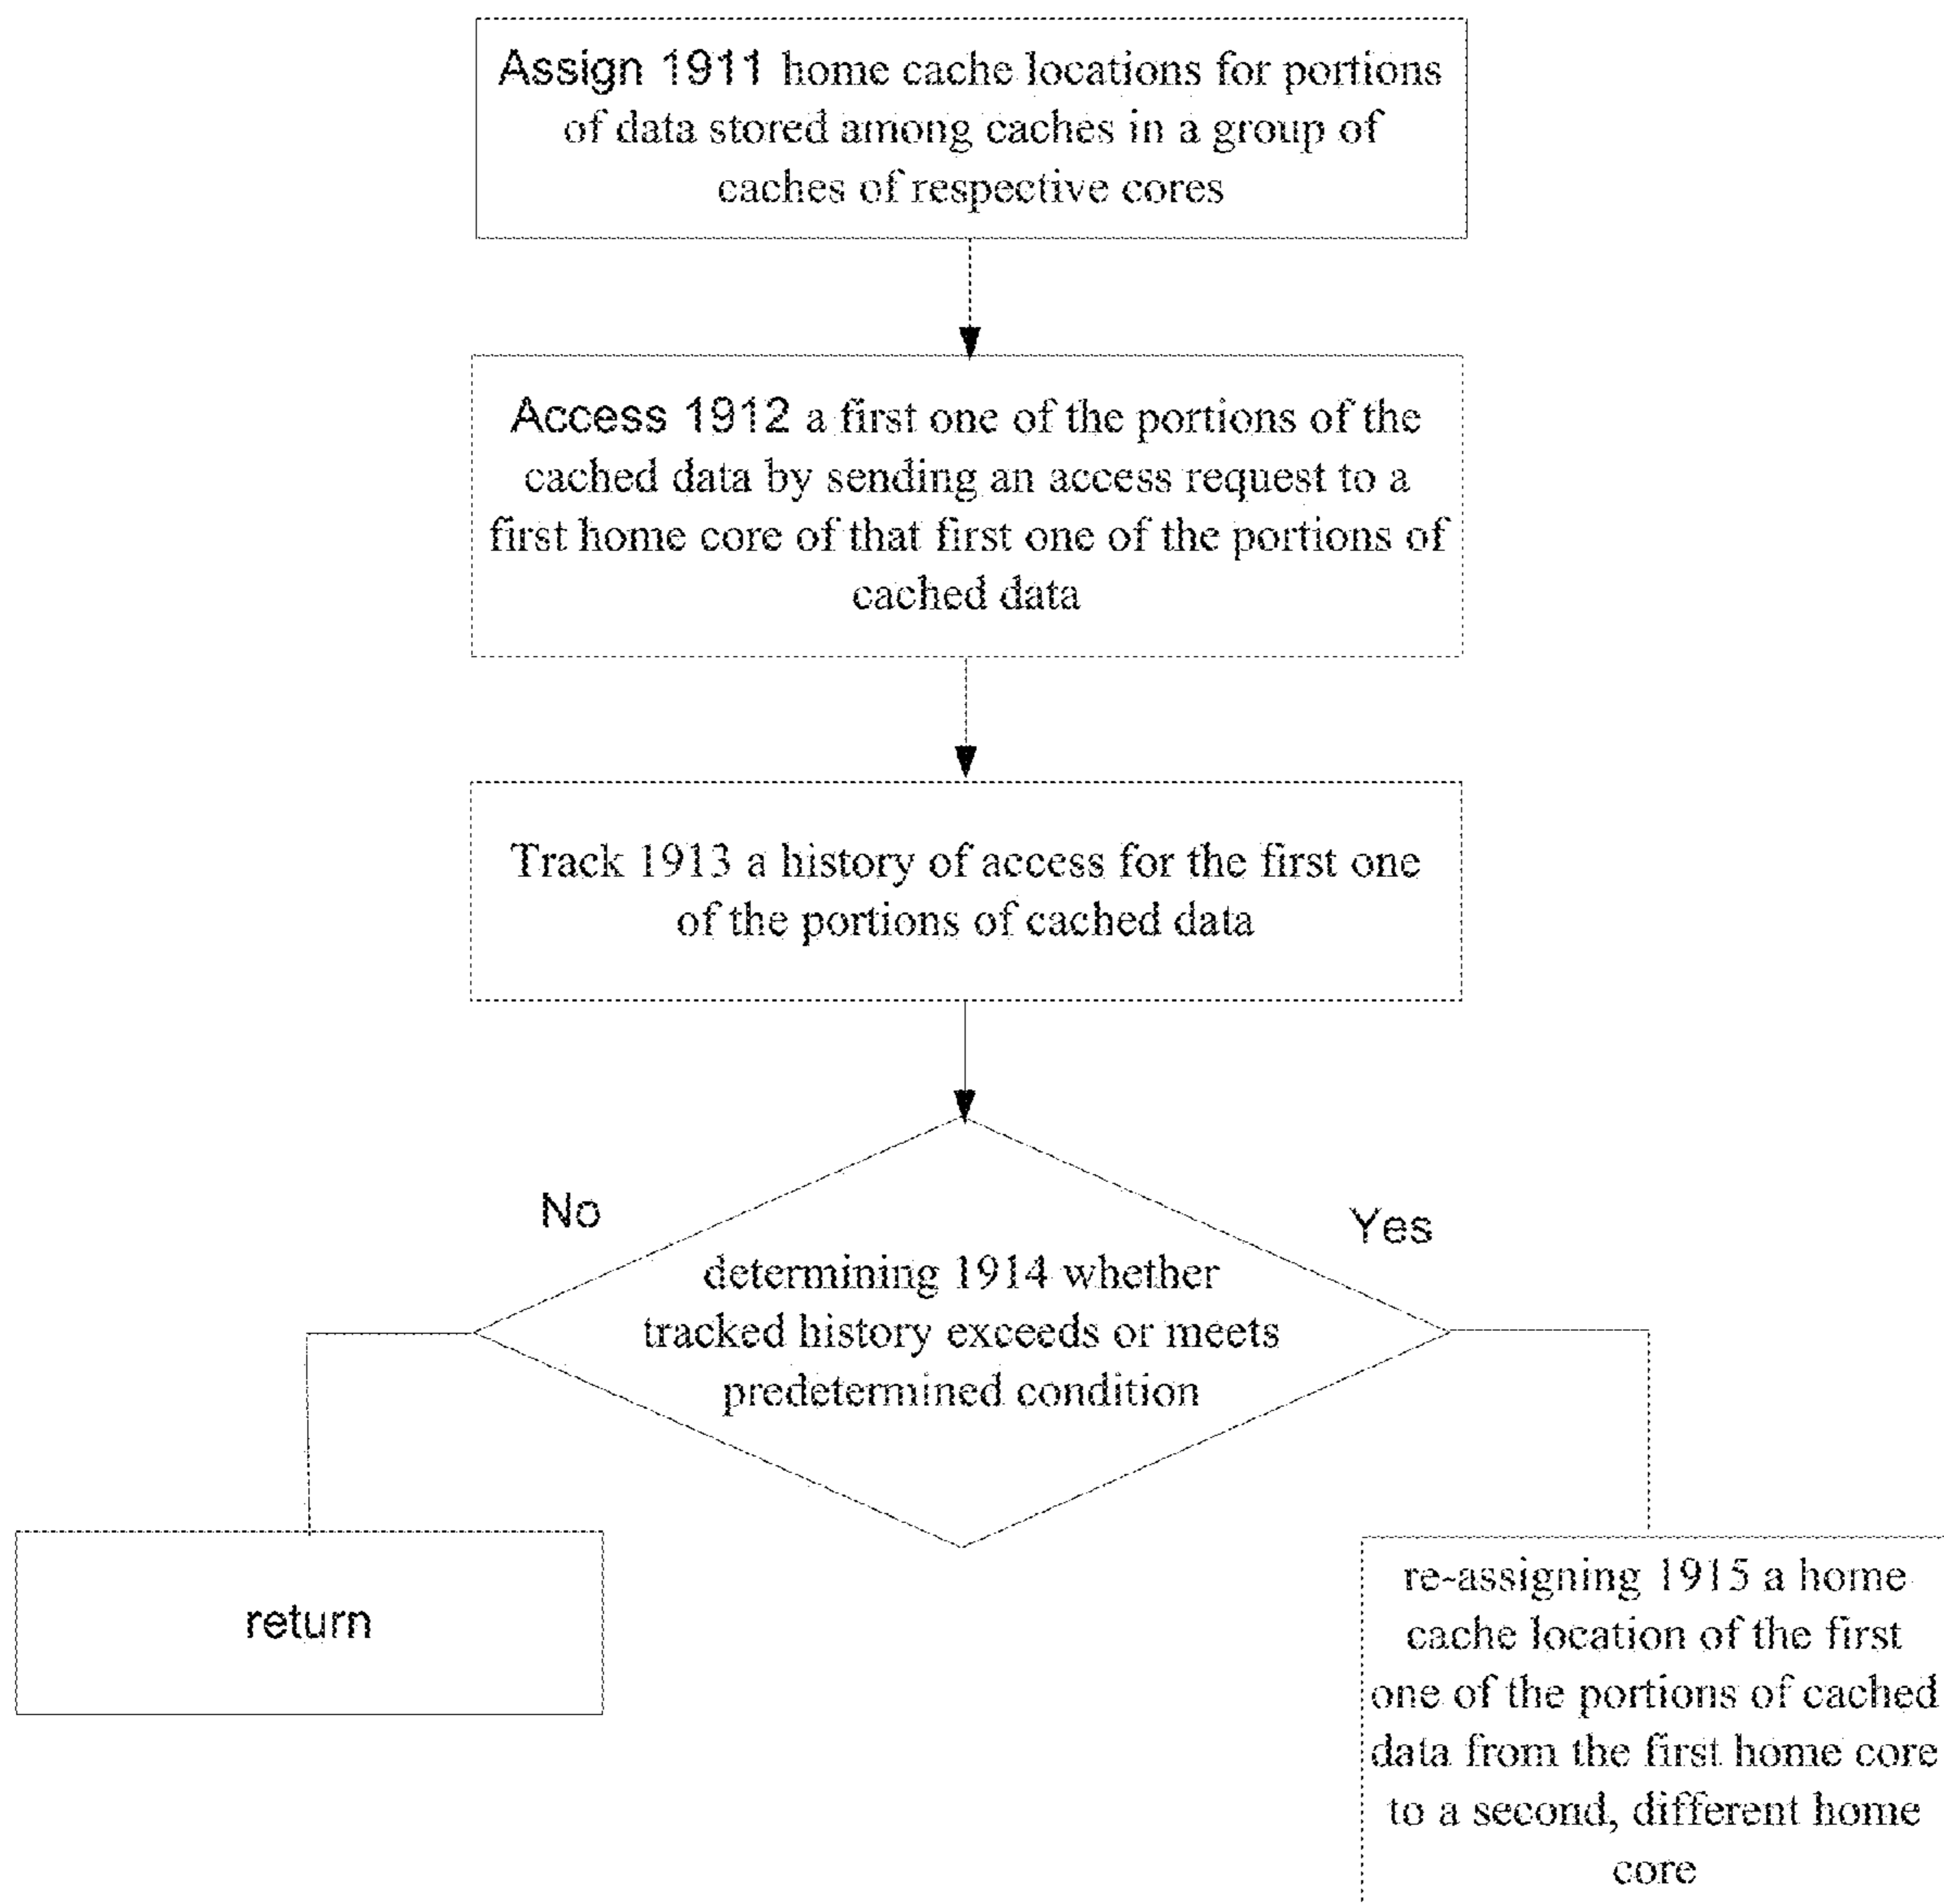 Assign 1911 home cache locations for portions
of data stored among caches in a group of
caches of respective cores
Access 1912 a first one of the portions of the
cached data by sending an access request to a
first home core of that first one of the portions of
cached data
Track 1913 a history of access for the first one
of the portions of cached data
No
Yes
determining 1914 whether
tracked history exceeds or meets
predetermined condition
return
re-assigning 1915 a home
cache location of the first
one of the portions of cached
data from the first home core
to a second, different home
core